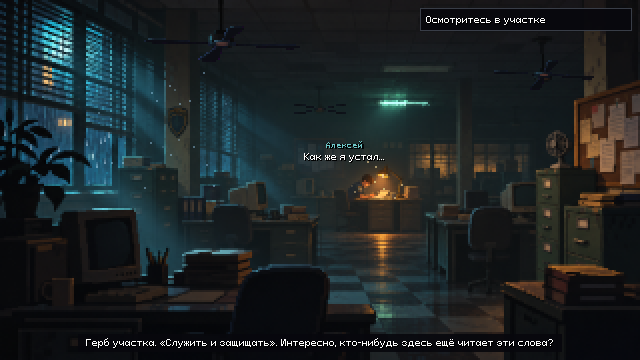 Осмотритесь в участке
Алексей
Как же я устал...
Герб участка. «Служить и защищать». Интересно, кто-нибудь здесь ещё читает эти слова?